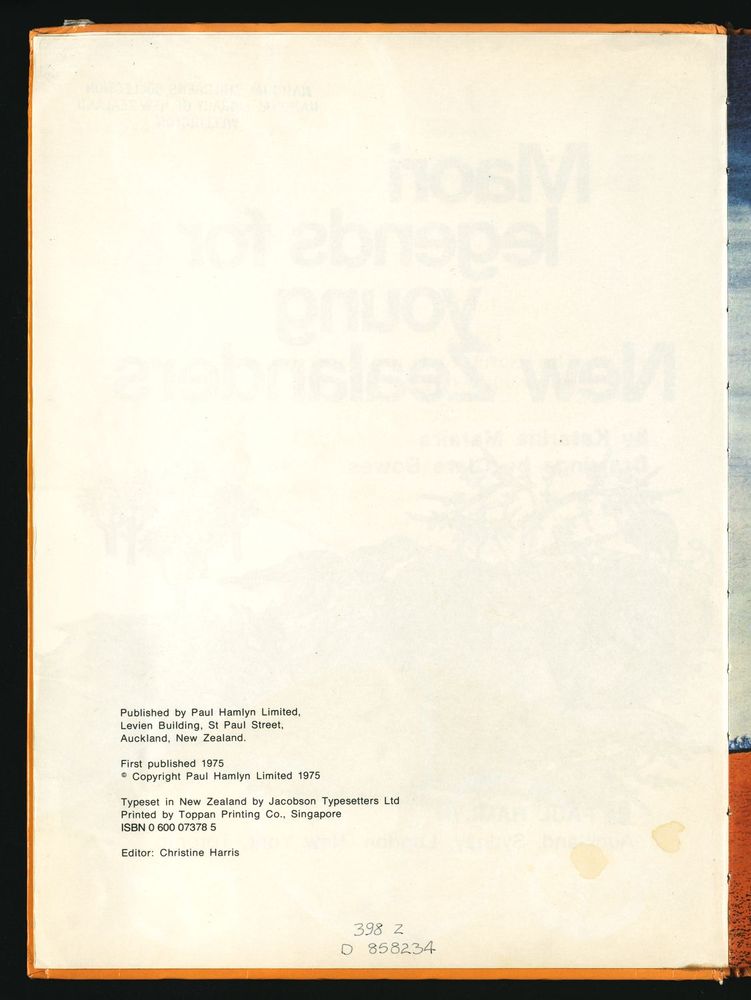 Published by Paul Hamlyn Limited,
Levien Building, St Paul Street,
Auckland, New Zealand.
First published 1975
© Copyright Paul Hamlyn Limited 1975
Typeset in New Zealand by Jacobson Typesetters Ltd
Printed by Toppan Printing Co., Singapore
ISBN 0 600 07378 5
Editor: Christine Harris
398 2
D 858234